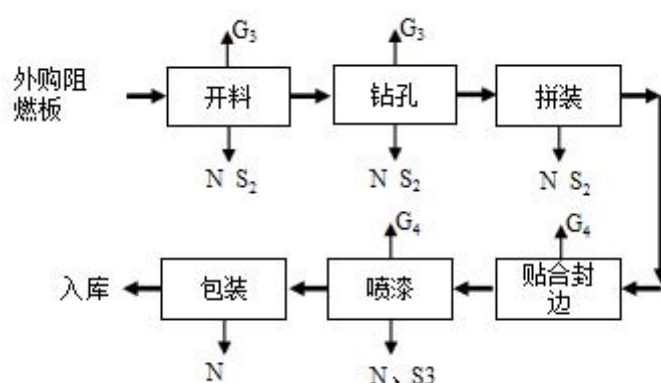 G₃ G₃
外购阻
燃板
开料 钻孔 拼装
N S₂ N S₂ N S₂
G₄ G₄
入库 包装 喷漆 贴合封
边
N N、S3